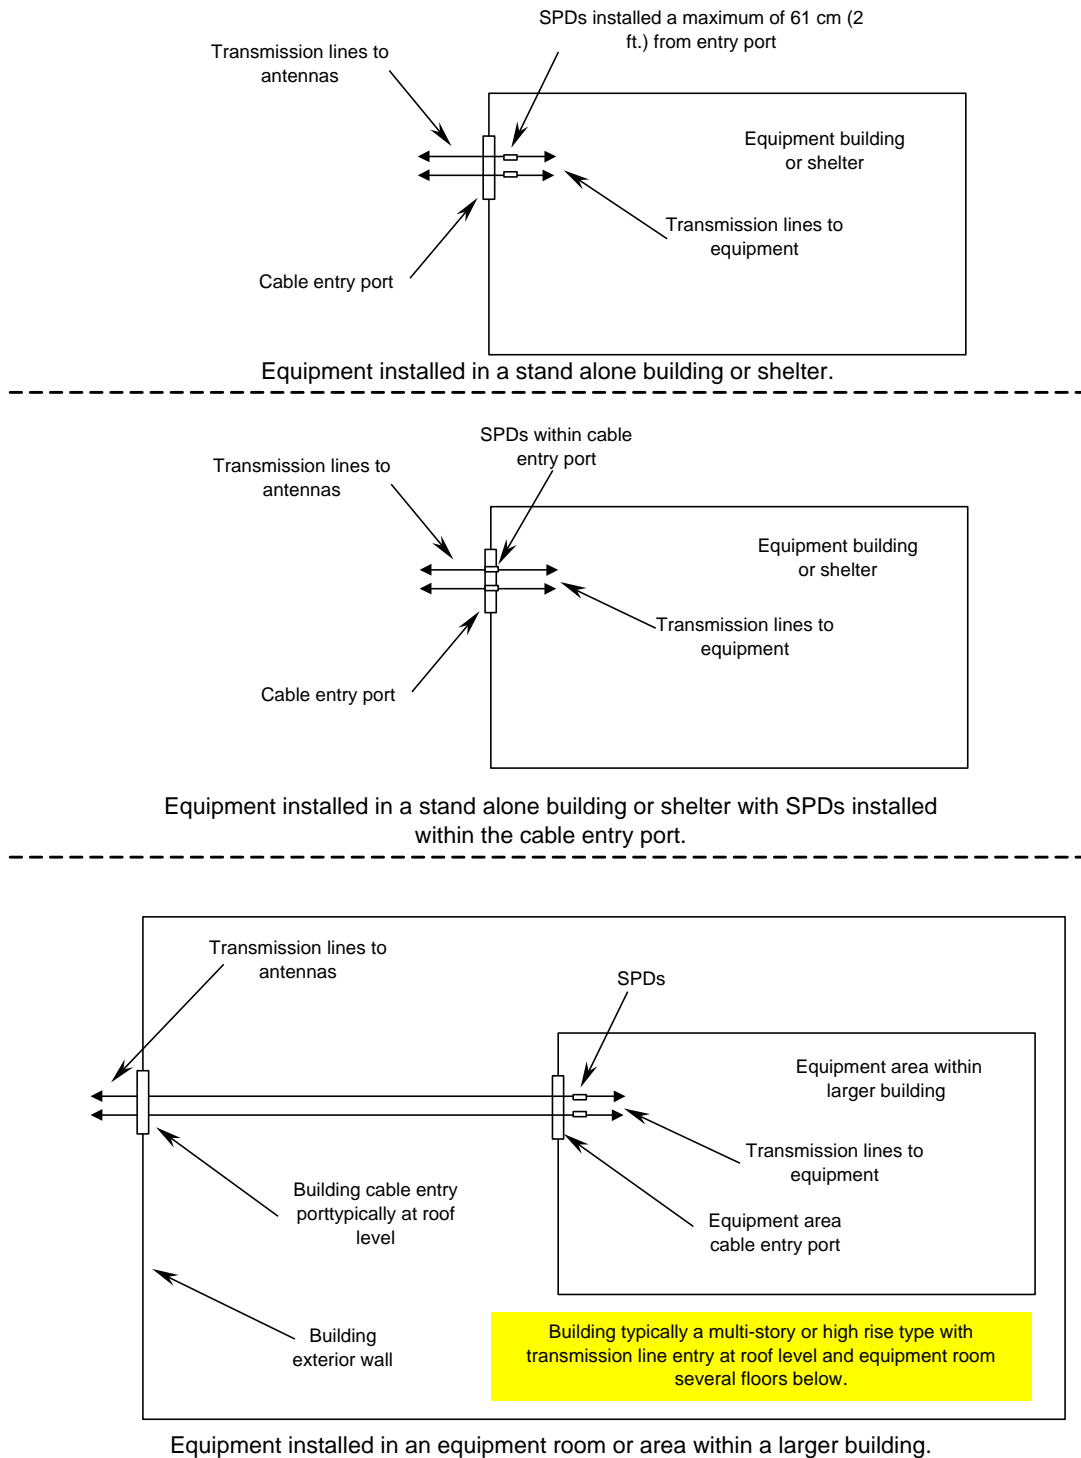 SPDs installed a maximum of 61 cm (2
ft.) from entry port
Transmission lines to
antennas
Equipment building
or shelter
Transmission lines to
equipment
Cable entry port
Equipment installed in a stand alone building or shelter.
SPDs within cable
entry port
Transmission lines to
antennas
Equipment building
or shelter
Transmission lines to
equipment
Cable entry port
Equipment installed in a stand alone building or shelter with SPDs installed
within the cable entry port.
Transmission lines to
antennas
SPDs
Equipment area within
larger building
Transmission lines to
equipment
Building cable entry
porttypically at roof
level
Equipment area
cable entry port
Building
exterior wall
Building typically a multi-story or high rise type with
transmission line entry at roof level and equipment room
several floors below.
Equipment installed in an equipment room or area within a larger building.